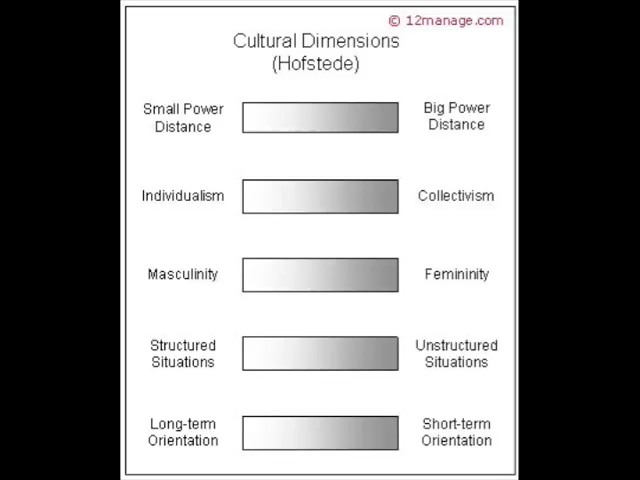 © 12manage.com
Cultural Dimensions
(Hofstede)
Small Power
Distance
Big Power
Distance
Individualism
Collectivism
Masculinity
Femininity
Structured
Situations
Unstructured
Situations
Long-term
Orientation
Short-term
Orientation